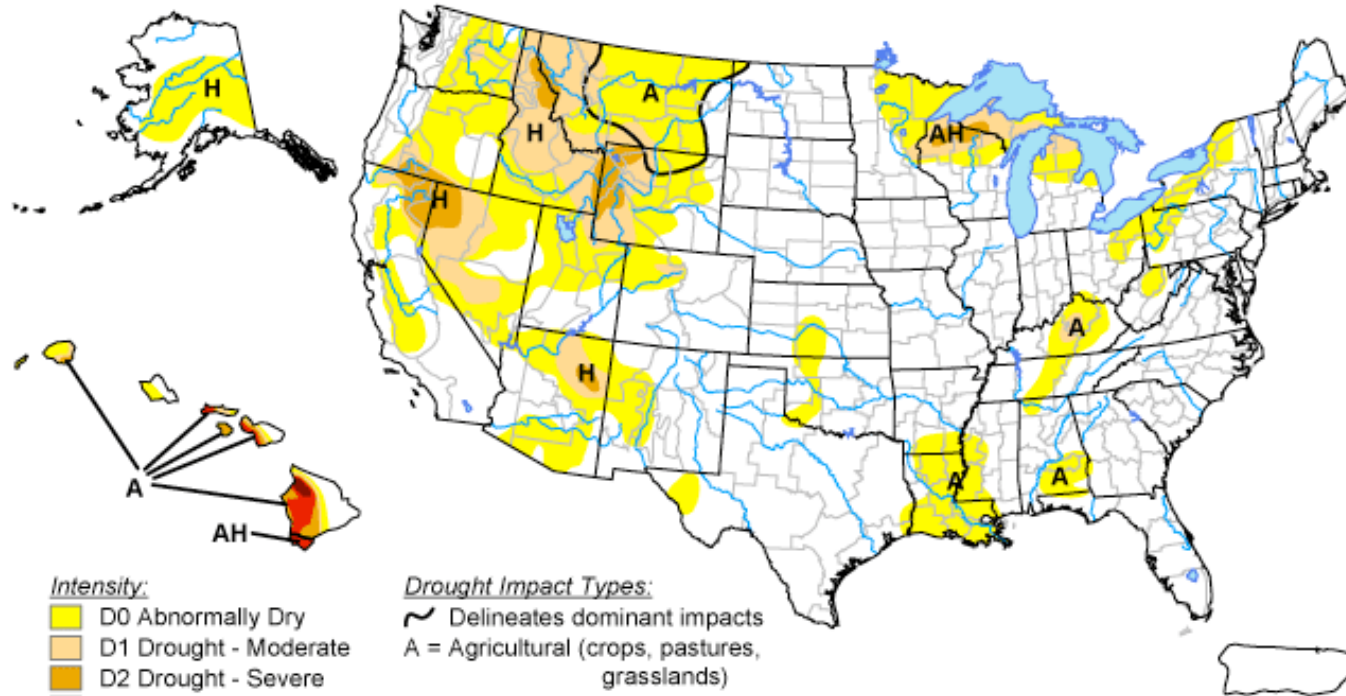 H
A
H
AH
H
H
A
A
A
A
AH
Intensity:
D0 Abnormally Dry
D1 Drought - Moderate
D2 Drought - Severe
Drought Impact Types:
Delineates dominant impacts
A = Agricultural (crops, pastures,
grasslands)